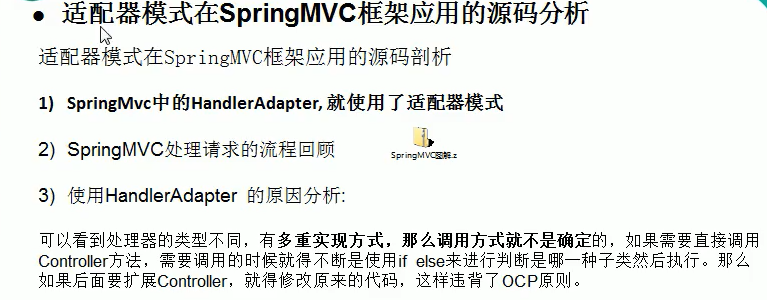 ● 适配器模式在SpringMVC框架应用的源码分析
适配器模式在SpringMVC框架应用的源码剖析
1) SpringMvc中的HandlerAdapter, 就使用了适配器模式
2) SpringMVC处理请求的流程回顾
SpringMVC图解.z
3) 使用HandlerAdapter 的原因分析:
可以看到处理器的类型不同，有多重实现方式，那么调用方式就不是确定的，如果需要直接调用
Controller方法，需要调用的时候就得不断是使用if else来进行判断是哪一种子类然后执行。那么
如果后面要扩展Controller，就得修改原来的代码，这样违背了OCP原则。